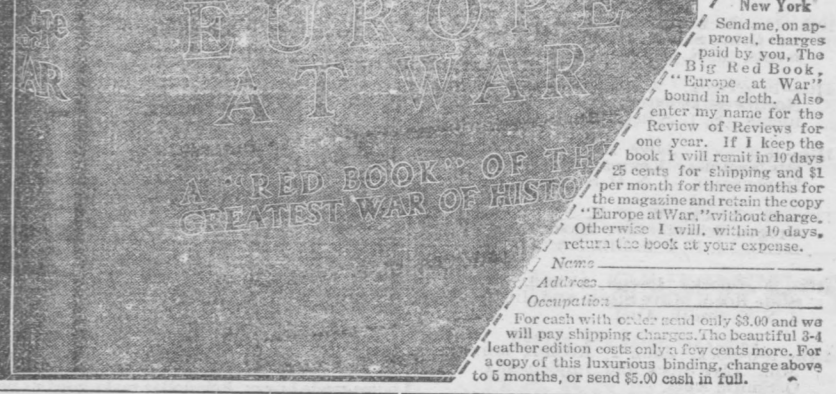 EUROPE
AT WAR
AR
A "RED BOOK" OF TH
GREATEST WAR OF HISTO
New York
Send me, on ap-
proval, charges
paid by you, The
Big Red Book,
"Europe at War"
bound in cloth. Also
enter my name for the
Review of Reviews for
one year. If I keep the
book I will remit in 10 days
25 cents for shipping and $1
per month for three months for
the magazine and retain the copy
"Europe at War," without charge.
Otherwise I will, within 10 days,
return the book at your expense.
Name
Address
Occupation
For cash with order send only $3.00 and we
will pay shipping charges. The beautiful 3-4
leather edition costs only a few cents more. For
a copy of this luxurious binding, change above
to 5 months, or send $5.00 cash in full.